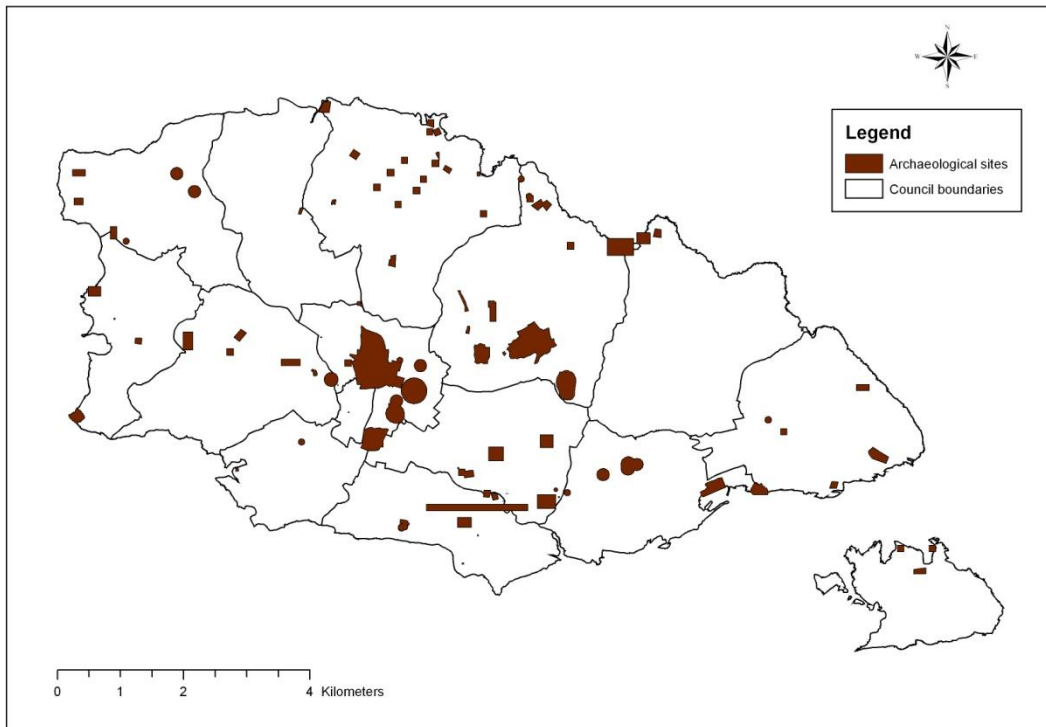 N
W E
S
Legend
Archaeological sites
Council boundaries
0 1 2 4 Kilometers